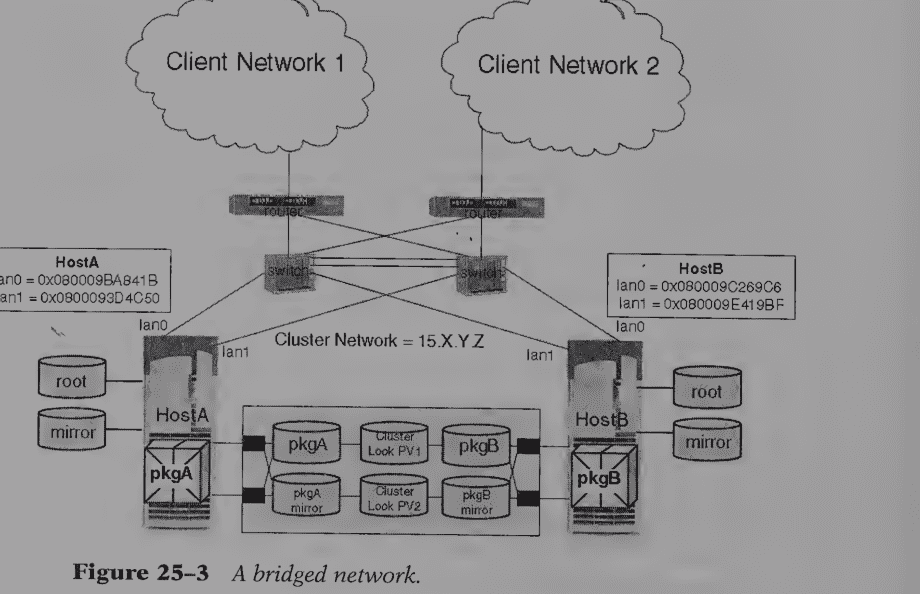 Client Network 1
Client Network 2
router
router
switch
switch
HostA
lan0 = 0x080009BA841B
lan1 = 0x0800093D4C50
HostB
lan0 = 0x080009C269C6
lan1 = 0x080009E419BF
lan0
lan1
Cluster Network = 15.X.Y.Z
lan1
lan0
root
mirror
HostA
pkgA
pkgA
Cluster
Look PV1
pkgB
pkgA
mirror
Cluster
Look PV2
pkgB
mirror
HostB
pkgB
root
mirror
Figure 25-3 A bridged network.